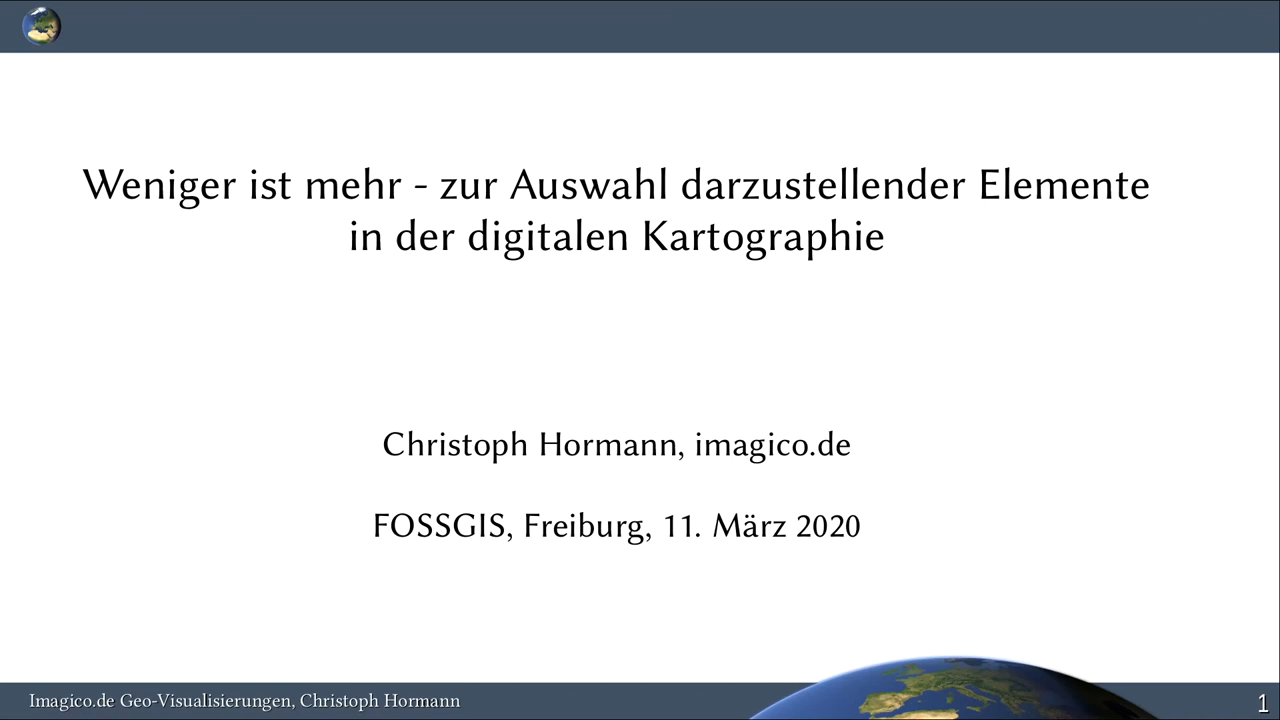 Weniger ist mehr - zur Auswahl darzustellender Elemente
in der digitalen Kartographie
Christoph Hormann, imagico.de
FOSSGIS, Freiburg, 11. März 2020
Imagico.de Geo-Visualisierungen, Christoph Hormann
1